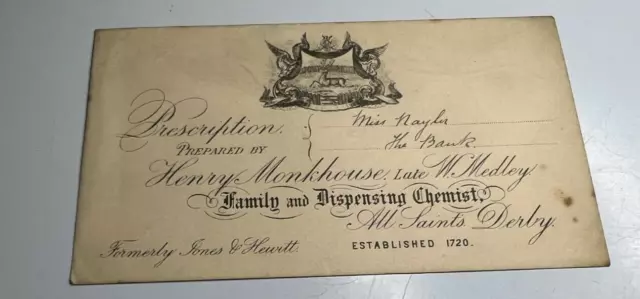 Prescription.
Miss Nayler
The Bank
PREPARED BY
Henry Monkhouse, Late W. Medley,
Family and Dispensing Chemist,
All Saints, Derby.
Formerly Jones & Hewitt.
ESTABLISHED 1720.